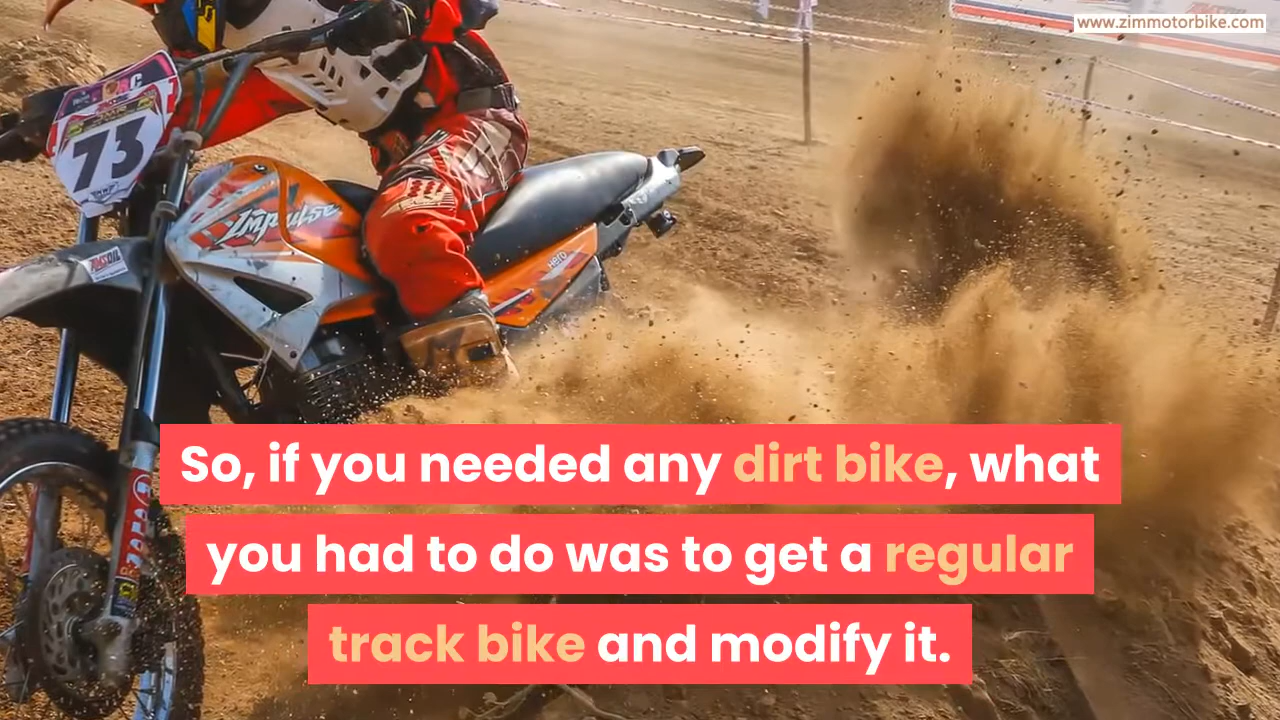 www.zimmotorbike.com
73
Impulse
AMSOIL
Hero
So, if you needed any dirt bike, what
you had to do was to get a regular
track bike and modify it.